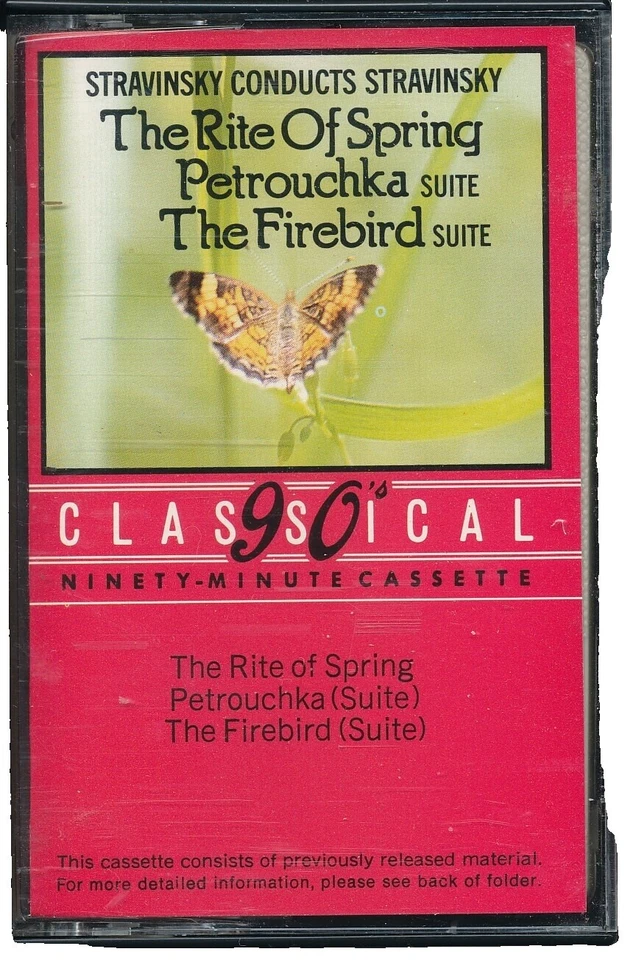 STRAVINSKY CONDUCTS STRAVINSKY
The Rite Of Spring
Petrouchka SUITE
The Firebird SUITE
CLASSICAL 90's
NINETY-MINUTE CASSETTE
The Rite of Spring
Petrouchka (Suite)
The Firebird (Suite)
This cassette consists of previously released material.
For more detailed information, please see back of folder.